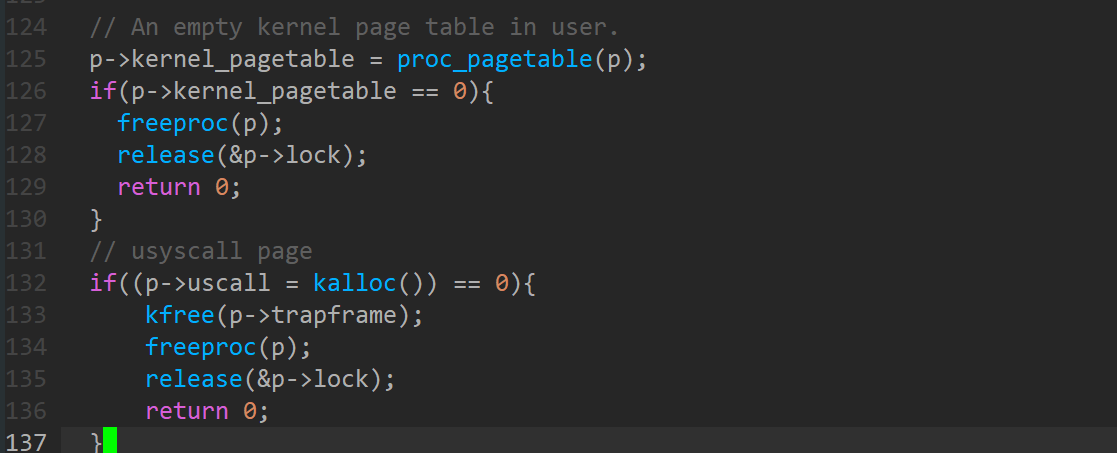 124 // An empty kernel page table in user.
125 p->kernel_pagetable = proc_pagetable(p);
126 if(p->kernel_pagetable == 0){
127 freeproc(p);
128 release(&p->lock);
129 return 0;
130 }
131 // usyscall page
132 if((p->uscall = kalloc()) == 0){
133 kfree(p->trapframe);
134 freeproc(p);
135 release(&p->lock);
136 return 0;
137 }